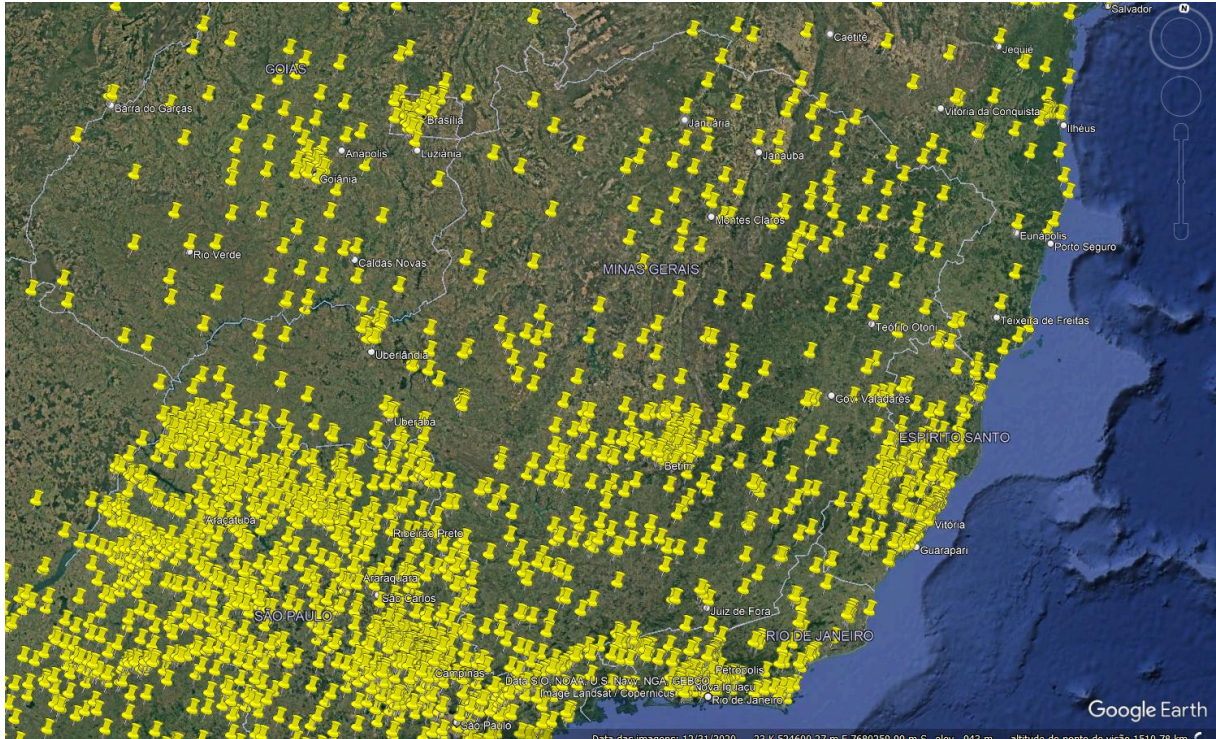 N
Salvador
Caetité
Jequié
GOIÁS
Barra do Garças
Brasília
Januária
Vitória da Conquista
Ilhéus
Anapolis
Luziânia
Janaúba
Goiânia
Montes Claros
Eunápolis
Porto Seguro
Rio Verde
Caldas Novas
MINAS GERAIS
Teófilo Otoni
Teixeira de Freitas
Uberlândia
Gov. Valadares
Uberaba
ESPÍRITO SANTO
Betim
Araçatuba
Ribeirão Preto
Vitória
Guarapari
Araraquara
São Carlos
SÃO PAULO
Juiz de Fora
RIO DE JANEIRO
Petrópolis
Campinas
Data SIO, NOAA, U.S. Navy, NGA, GEBCO
Nova Iguaçu
Image Landsat / Copernicus
Rio de Janeiro
São Paulo
Google Earth